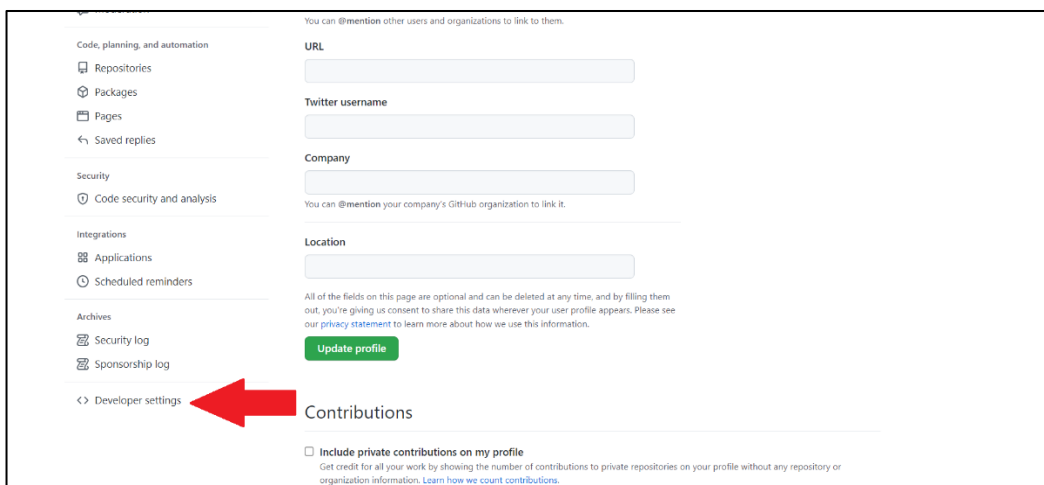 You can @mention other users and organizations to link to them.
Code, planning, and automation
Repositories
Packages
Pages
Saved replies
Security
Code security and analysis
Integrations
Applications
Scheduled reminders
Archives
Security log
Sponsorship log
Developer settings
URL
Twitter username
Company
You can @mention your company's GitHub organization to link it.
Location
All of the fields on this page are optional and can be deleted at any time, and by filling them
out, you're giving us consent to share this data wherever your user profile appears. Please see
our privacy statement to learn more about how we use this information.
Update profile
Contributions
Include private contributions on my profile
Get credit for all your work by showing the number of contributions to private repositories on your profile without any repository or
organization information. Learn how we count contributions.